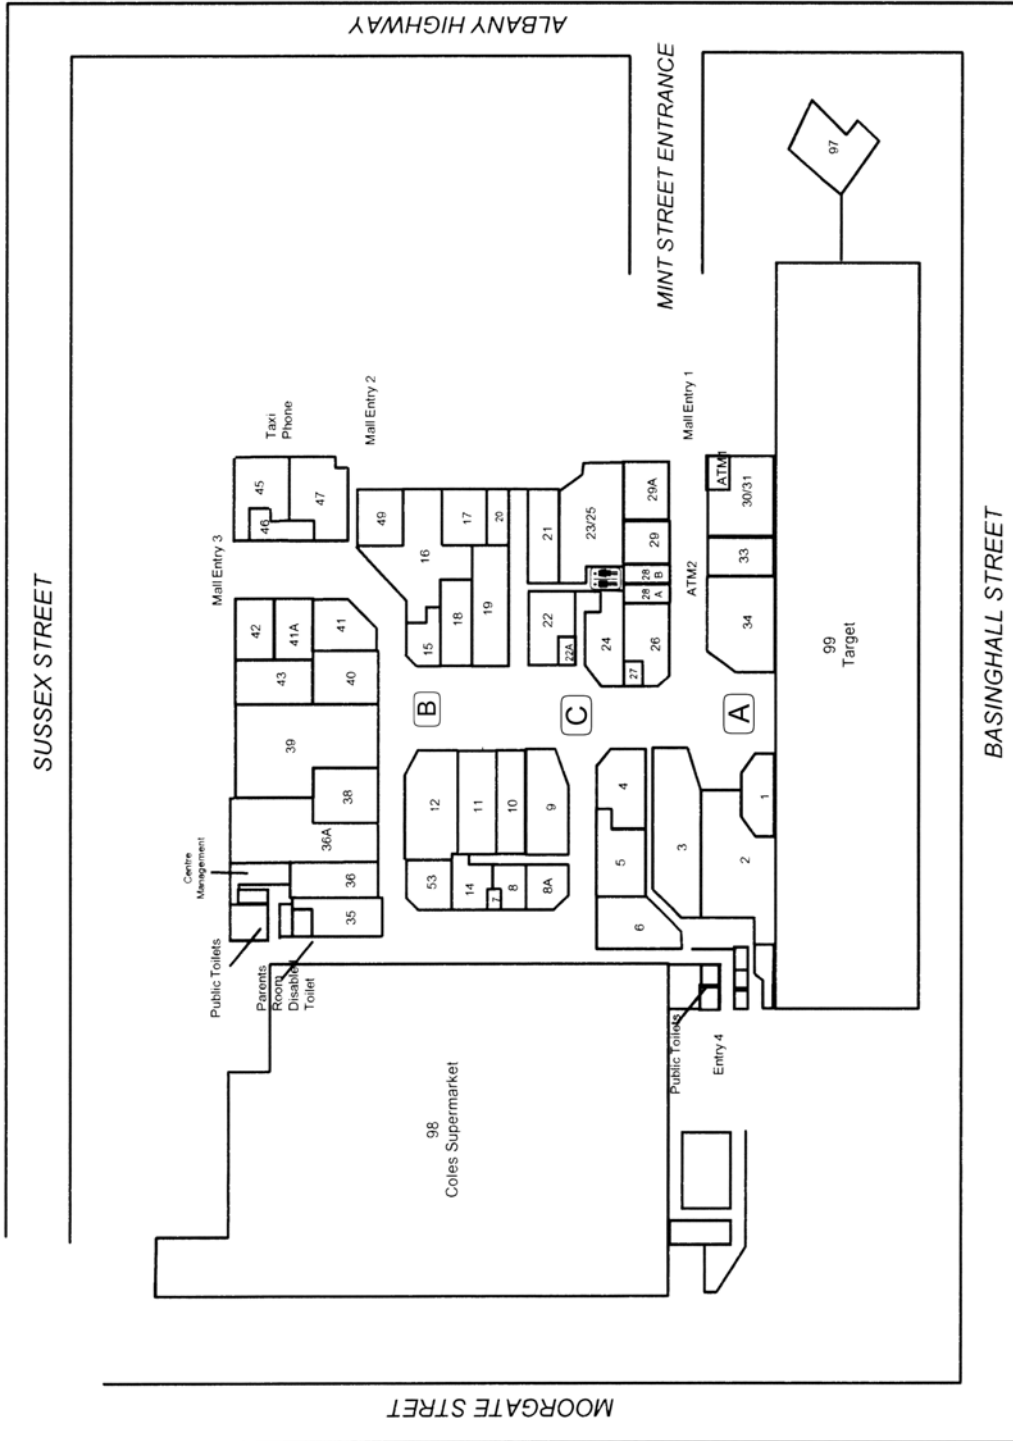 ALBANY HIGHWAY
SUSSEX STREET
MINT STREET ENTRANCE
BASINGHALL STREET
MOORGATE STRET
97
Taxi
Phone
Mall Entry 2
Mall Entry 1
Mall Entry 3
45
46
47
49
16
17
20
21
23/25
29A
ATM1
30/31
42
41A
41
15
18
19
22
22A
24
29
28
B
28
A
ATM2
26
27
33
34
99
Target
43
40
39
38
36A
B
C
A
12
11
10
9
4
5
3
1
2
Centre
Management
36
35
53
14
7
8
8A
6
Public Toilets
Parents
Room
Disable
Toilet
Public Toilets
Entry 4
98
Coles Supermarket